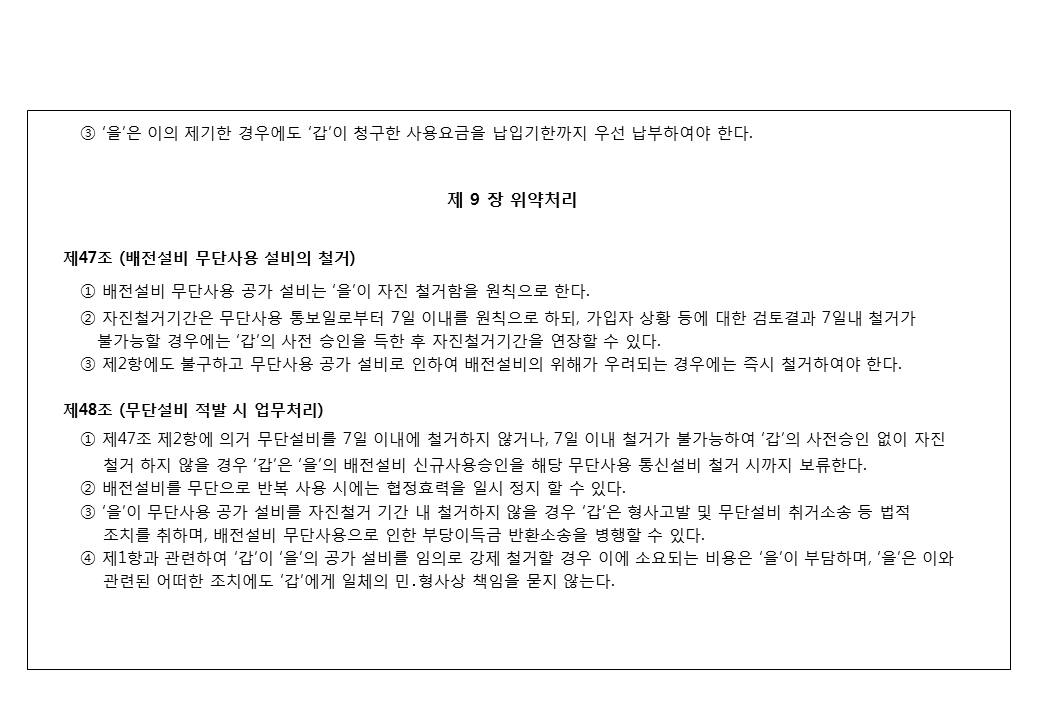 ③ ‘을’은 이의 제기한 경우에도 ‘갑’이 청구한 사용요금을 납입기한까지 우선 납부하여야 한다.
제 9 장 위약처리
제47조 (배전설비 무단사용 설비의 철거)
① 배전설비 무단사용 공가 설비는 ‘을’이 자진 철거함을 원칙으로 한다.
② 자진철거기간은 무단사용 통보일로부터 7일 이내를 원칙으로 하되, 가입자 상황 등에 대한 검토결과 7일내 철거가
불가능할 경우에는 ‘갑’의 사전 승인을 득한 후 자진철거기간을 연장할 수 있다.
③ 제2항에도 불구하고 무단사용 공가 설비로 인하여 배전설비의 위해가 우려되는 경우에는 즉시 철거하여야 한다.
제48조 (무단설비 적발 시 업무처리)
① 제47조 제2항에 의거 무단설비를 7일 이내에 철거하지 않거나, 7일 이내 철거가 불가능하여 ‘갑’의 사전승인 없이 자진
철거 하지 않을 경우 ‘갑’은 ‘을’의 배전설비 신규사용승인을 해당 무단사용 통신설비 철거 시까지 보류한다.
② 배전설비를 무단으로 반복 사용 시에는 협정효력을 일시 정지 할 수 있다.
③ ‘을’이 무단사용 공가 설비를 자진철거 기간 내 철거하지 않을 경우 ‘갑’은 형사고발 및 무단설비 취거소송 등 법적
조치를 취하며, 배전설비 무단사용으로 인한 부당이득금 반환소송을 병행할 수 있다.
④ 제1항과 관련하여 ‘갑’이 ‘을’의 공가 설비를 임의로 강제 철거할 경우 이에 소요되는 비용은 ‘을’이 부담하며, ‘을’은 이와
관련된 어떠한 조치에도 ‘갑’에게 일체의 민.형사상 책임을 묻지 않는다.